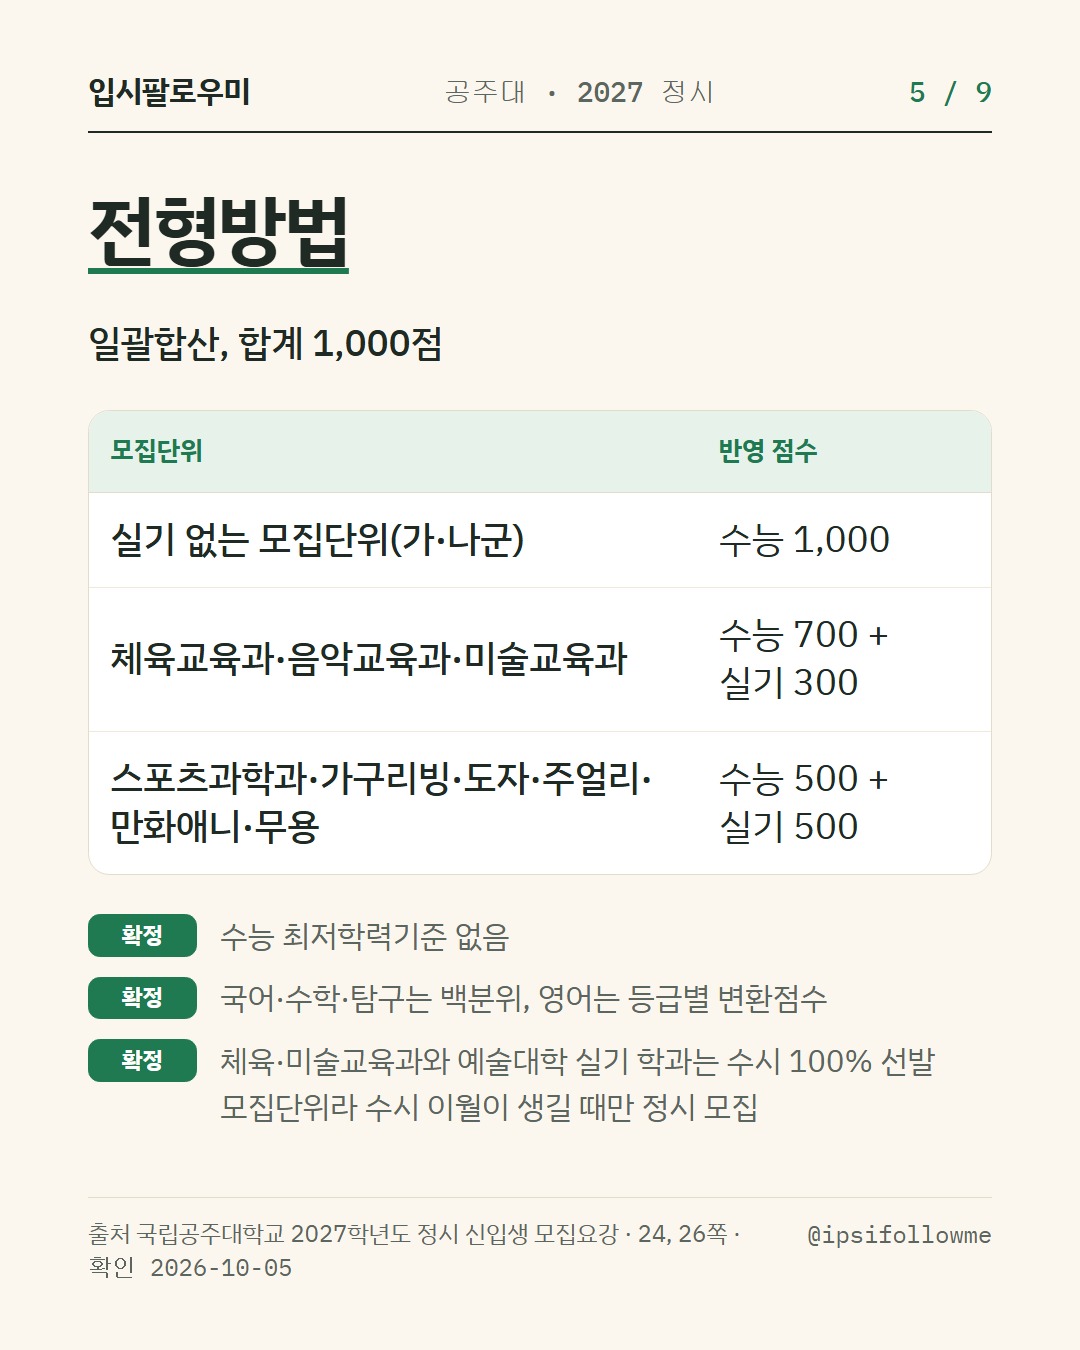 입시팔로우미
공주대 · 2027 정시
5 / 9
전형방법
일괄합산, 합계 1,000점
모집단위
반영 점수
실기 없는 모집단위(가·나군)
수능 1,000
체육교육과·음악교육과·미술교육과
수능 700 +
실기 300
스포츠과학과·가구리빙·도자·주얼리·
만화애니·무용
수능 500 +
실기 500
확정
수능 최저학력기준 없음
확정
국어·수학·탐구는 백분위, 영어는 등급별 변환점수
확정
체육·미술교육과와 예술대학 실기 학과는 수시 100% 선발
모집단위라 수시 이월이 생길 때만 정시 모집
출처 국립공주대학교 2027학년도 정시 신입생 모집요강 · 24, 26쪽 ·
확인 2026-10-05
@ipsifollowme